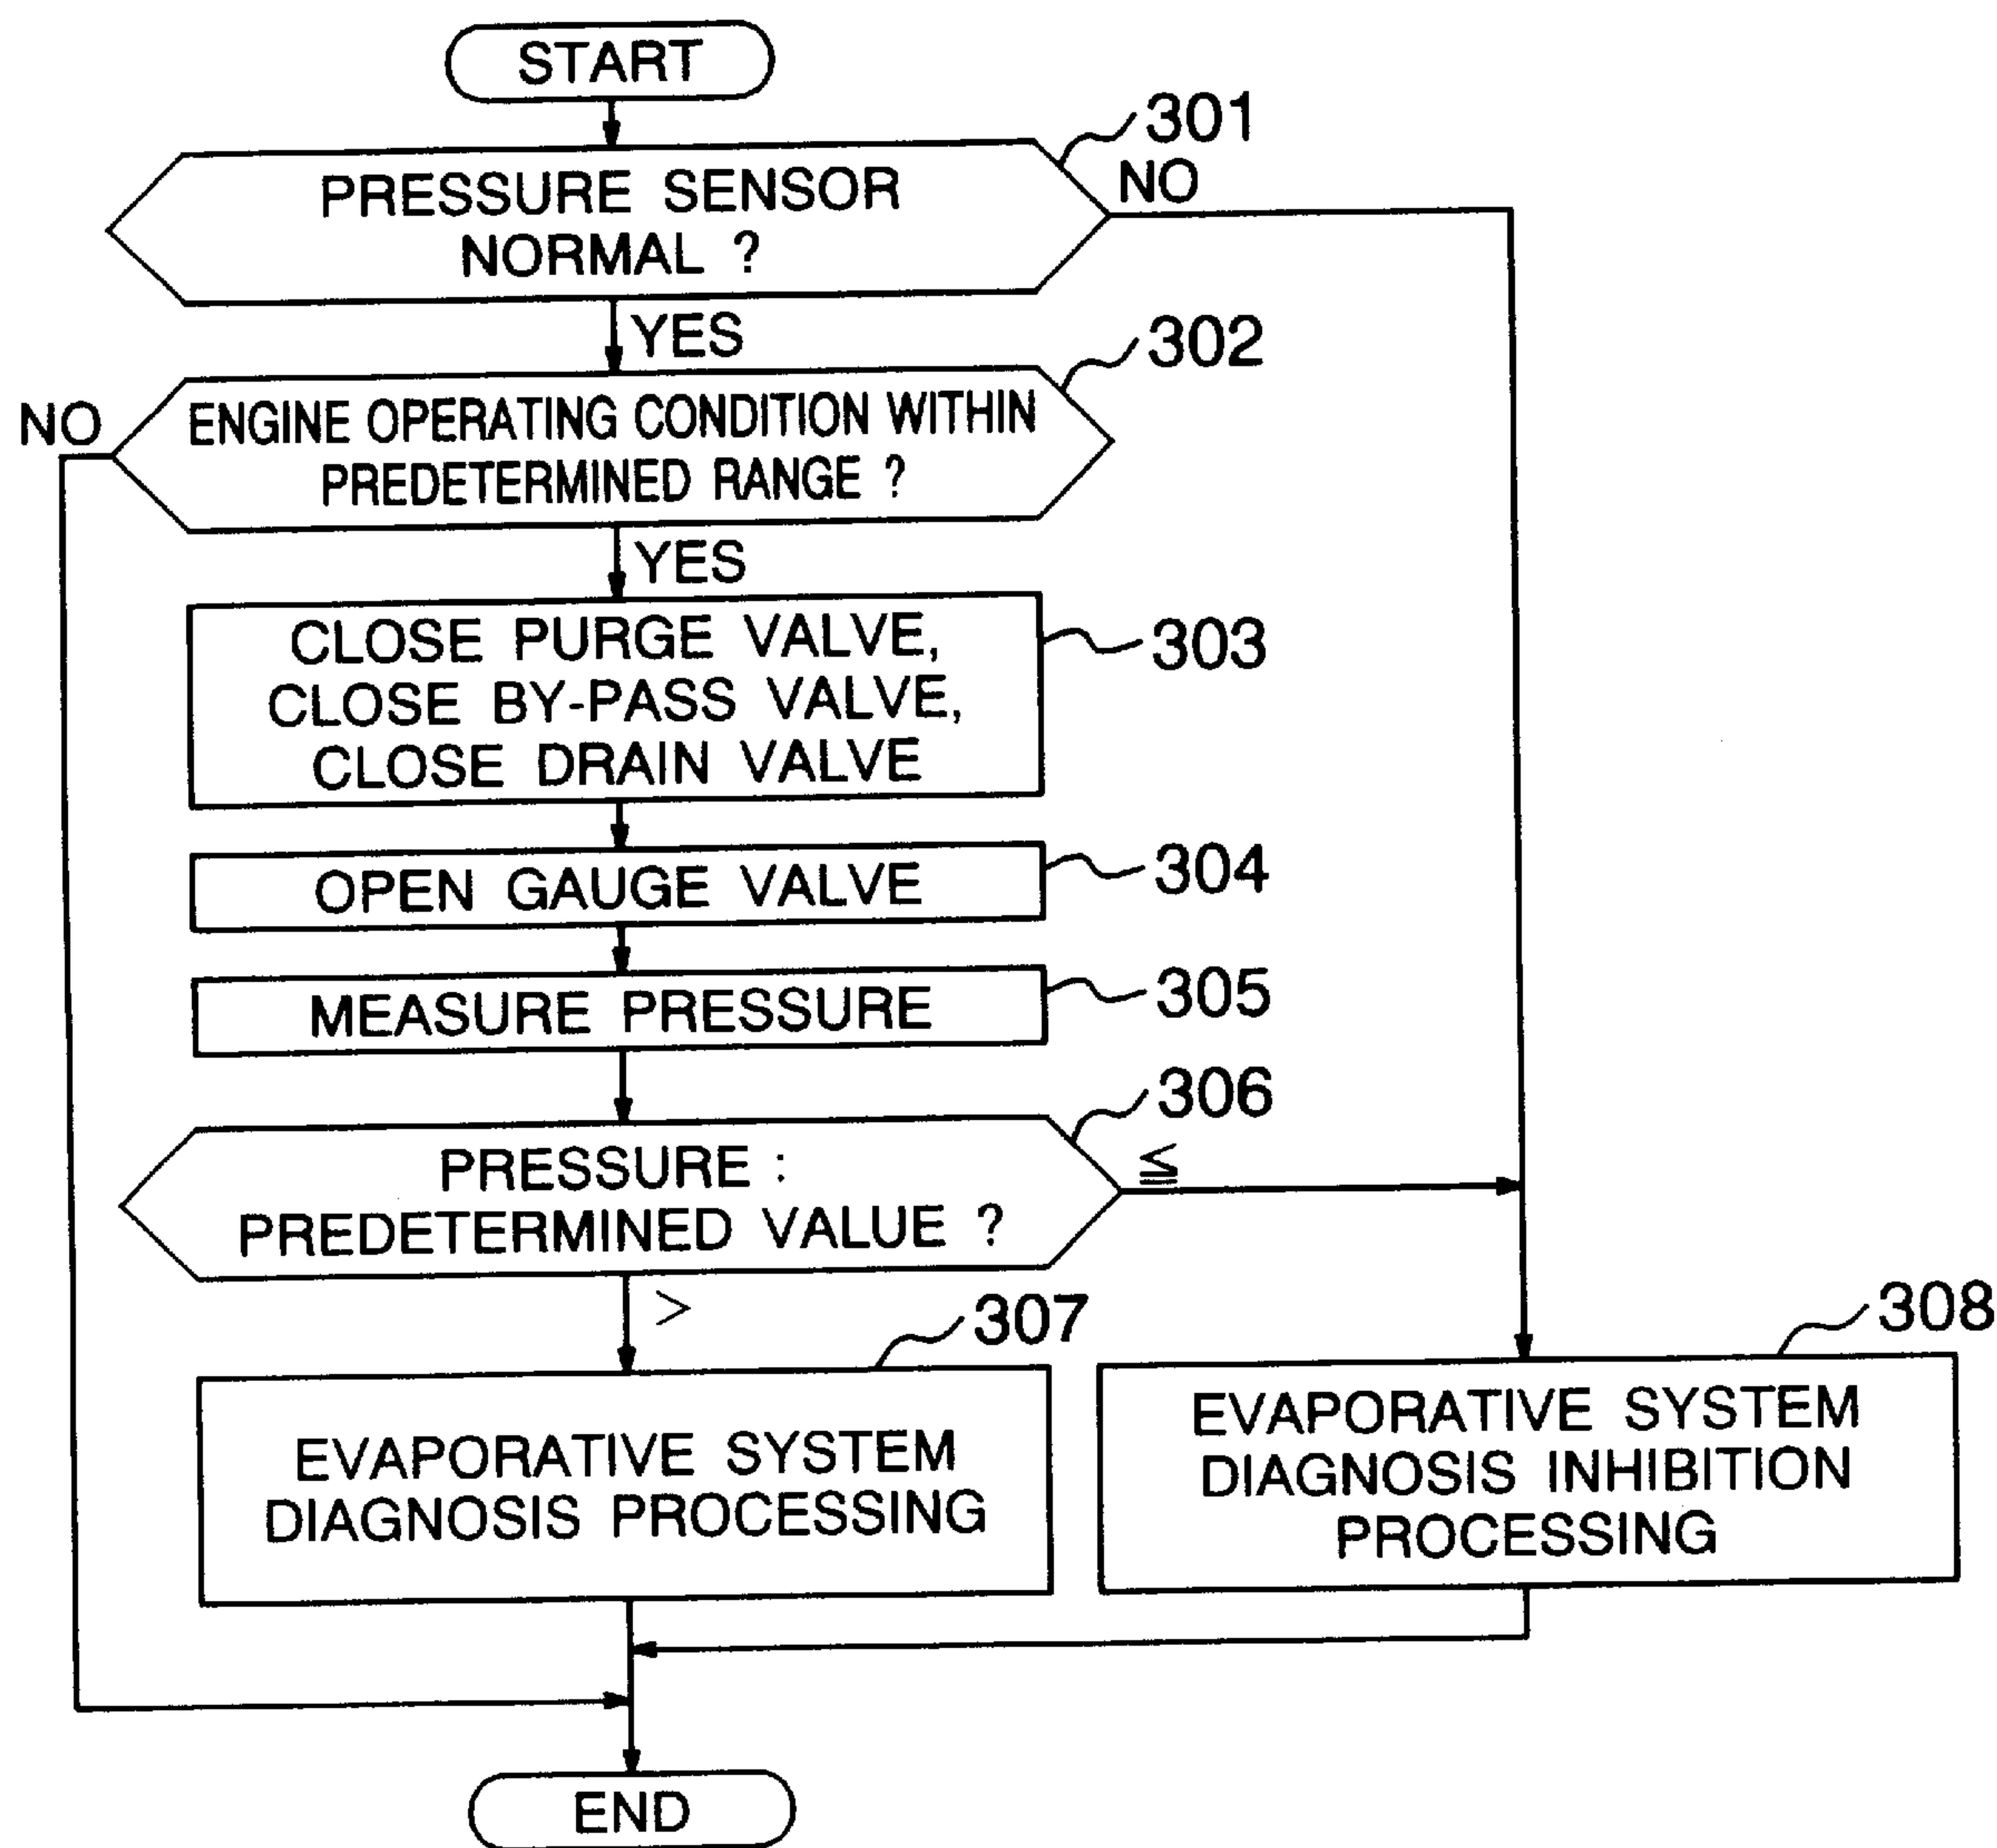 START
301
PRESSURE SENSOR
NORMAL ?
NO
YES
302
ENGINE OPERATING CONDITION WITHIN
PREDETERMINED RANGE ?
NO
YES
CLOSE PURGE VALVE,
CLOSE BY-PASS VALVE,
CLOSE DRAIN VALVE
303
OPEN GAUGE VALVE
304
MEASURE PRESSURE
305
306
PRESSURE :
PREDETERMINED VALUE ?
≦
>
307
EVAPORATIVE SYSTEM
DIAGNOSIS PROCESSING
308
EVAPORATIVE SYSTEM
DIAGNOSIS INHIBITION
PROCESSING
END